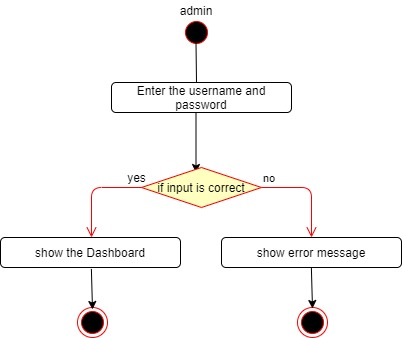 admin
Enter the username and
password
yes
if input is correct
no
show the Dashboard
show error message